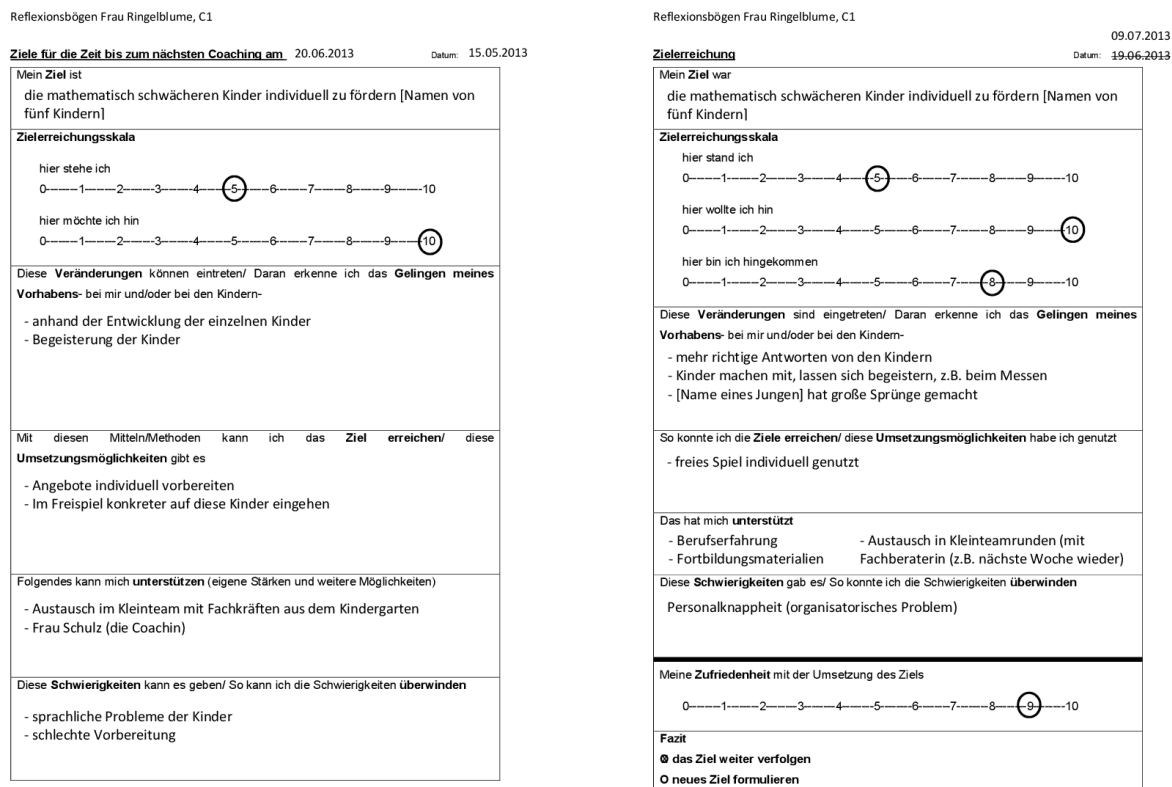 Reflexionsbögen Frau Ringelblume, C1
Ziele für die Zeit bis zum nächsten Coaching am 20.06.2013 Datum: 15.05.2013
Mein Ziel ist
die mathematisch schwächeren Kinder individuell zu fördern [Namen von
fünf Kindern]
Zielerreichungsskala
hier stehe ich
0-------1-------2-------3-------4-------5-------6-------7-------8-------9-------10
hier möchte ich hin
0-------1-------2-------3-------4-------5-------6-------7-------8-------9-------10
Diese Veränderungen können eintreten/ Daran erkenne ich das Gelingen meines
Vorhabens- bei mir und/oder bei den Kindern-
- anhand der Entwicklung der einzelnen Kinder
- Begeisterung der Kinder
Mit diesen Mitteln/Methoden kann ich das Ziel erreichen/ diese
Umsetzungsmöglichkeiten gibt es
- Angebote individuell vorbereiten
- Im Freispiel konkreter auf diese Kinder eingehen
Folgendes kann mich unterstützen (eigene Stärken und weitere Möglichkeiten)
- Austausch im Kleinteam mit Fachkräften aus dem Kindergarten
- Frau Schulz (die Coachin)
Diese Schwierigkeiten kann es geben/ So kann ich die Schwierigkeiten überwinden
- sprachliche Probleme der Kinder
- schlechte Vorbereitung
Reflexionsbögen Frau Ringelblume, C1
09.07.2013
Zielerreichung Datum: 19.06.2013
Mein Ziel war
die mathematisch schwächeren Kinder individuell zu fördern [Namen von
fünf Kindern]
Zielerreichungsskala
hier stand ich
0-------1-------2-------3-------4-------5-------6-------7-------8-------9-------10
hier wollte ich hin
0-------1-------2-------3-------4-------5-------6-------7-------8-------9-------10
hier bin ich hingekommen
0-------1-------2-------3-------4-------5-------6-------7-------8-------9-------10
Diese Veränderungen sind eingetreten/ Daran erkenne ich das Gelingen meines
Vorhabens- bei mir und/oder bei den Kindern-
- mehr richtige Antworten von den Kindern
- Kinder machen mit, lassen sich begeistern, z.B. beim Messen
- [Name eines Jungen] hat große Sprünge gemacht
So konnte ich die Ziele erreichen/ diese Umsetzungsmöglichkeiten habe ich genutzt
- freies Spiel individuell genutzt
Das hat mich unterstützt
- Berufserfahrung - Austausch in Kleinteamrunden (mit
- Fortbildungsmaterialien Fachberaterin (z.B. nächste Woche wieder)
Diese Schwierigkeiten gab es/ So konnte ich die Schwierigkeiten überwinden
Personalknappheit (organisatorisches Problem)
Meine Zufriedenheit mit der Umsetzung des Ziels
0-------1-------2-------3-------4-------5-------6-------7-------8-------9-------10
Fazit
⊗ das Ziel weiter verfolgen
O neues Ziel formulieren